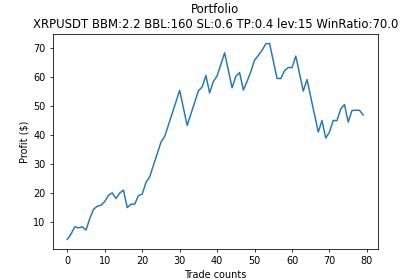 Portfolio
XRPUSDT BBM:2.2 BBL:160 SL:0.6 TP:0.4 lev:15 WinRatio:70.0
70
60
50
40
30
20
10
Profit ($)
0 10 20 30 40 50 60 70 80
Trade counts